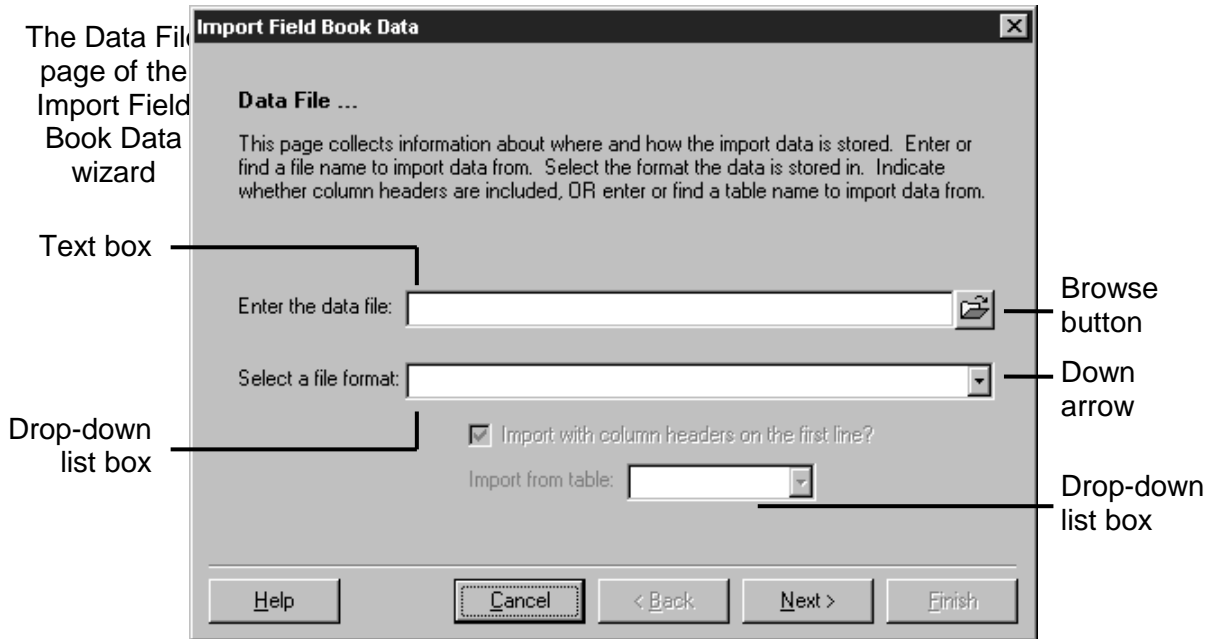 The Data File
page of the
Import Field
Book Data
wizard
Import Field Book Data
Data File ...
This page collects information about where and how the import data is stored. Enter or
find a file name to import data from. Select the format the data is stored in. Indicate
whether column headers are included, OR enter or find a table name to import data from.
Text box
Enter the data file:
Browse
button
Select a file format:
Down
arrow
Drop-down
list box
Import with column headers on the first line?
Import from table:
Drop-down
list box
Help
Cancel
< Back
Next >
Finish